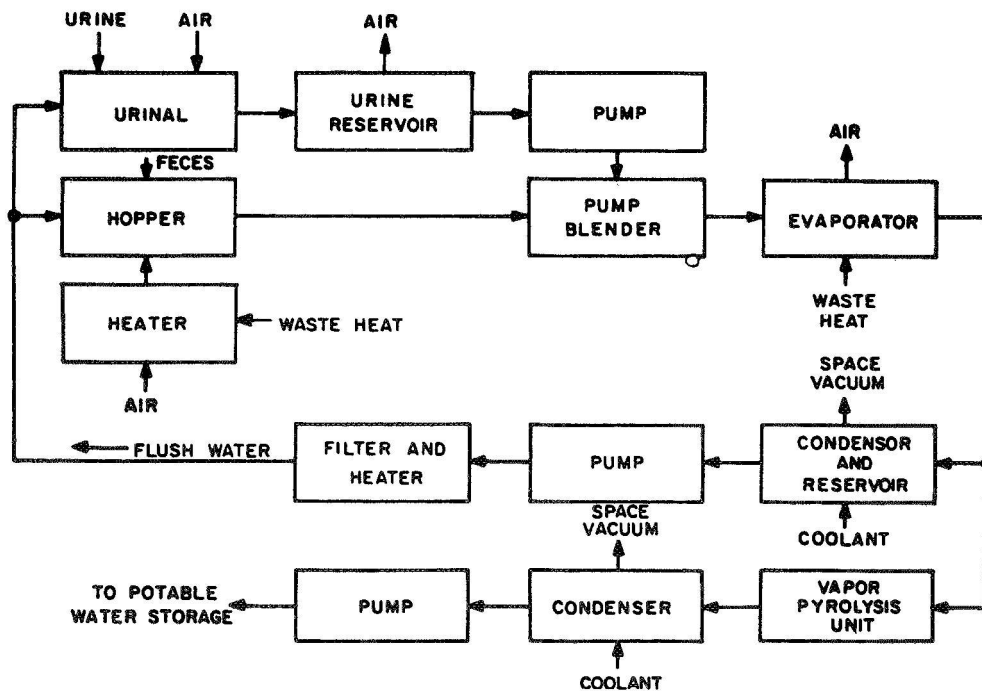 URINE
AIR
AIR
URINAL
URINE
RESERVOIR
PUMP
AIR
FECES
HOPPER
PUMP
BLENDER
EVAPORATOR
HEATER
WASTE HEAT
WASTE
HEAT
AIR
SPACE
VACUUM
FLUSH WATER
FILTER AND
HEATER
PUMP
CONDENSOR
AND
RESERVOIR
SPACE
VACUUM
COOLANT
TO POTABLE
WATER STORAGE
PUMP
CONDENSER
VAPOR
PYROLYSIS
UNIT
COOLANT